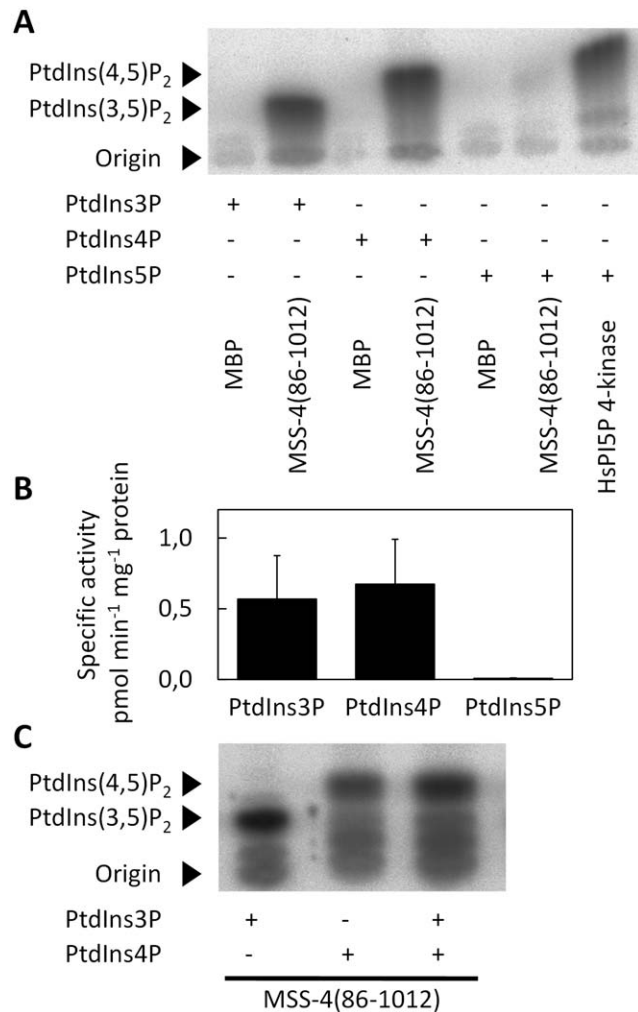 A
PtdIns(4,5)P₂
PtdIns(3,5)P₂
Origin
PtdIns3P + + - - - - -
PtdIns4P - - + + - - -
PtdIns5P - - - - + + +
MBP
MSS-4(86-1012)
MBP
MSS-4(86-1012)
MBP
MSS-4(86-1012)
HsPI5P 4-kinase
B
Specific activity
pmol min⁻¹ mg⁻¹ protein
1,0
0,5
0,0
PtdIns3P PtdIns4P PtdIns5P
C
PtdIns(4,5)P₂
PtdIns(3,5)P₂
Origin
PtdIns3P + - +
PtdIns4P - + +
MSS-4(86-1012)